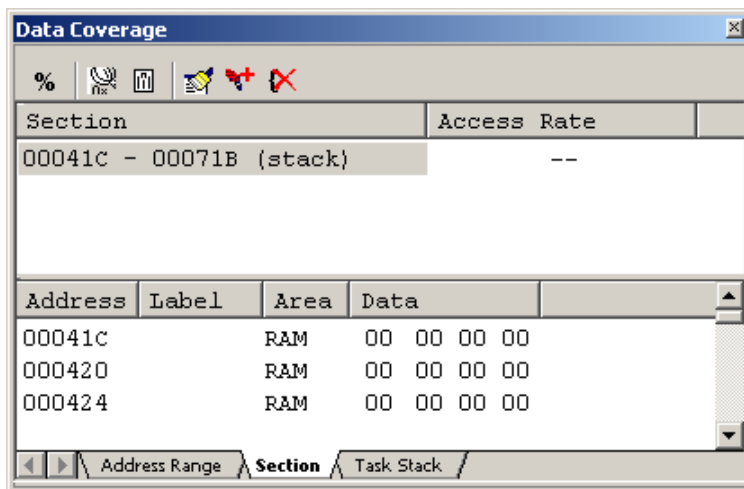 Data Coverage
%
Section Access Rate
00041C - 00071B (stack) --
Address Label Area Data
00041C RAM 00 00 00 00
000420 RAM 00 00 00 00
000424 RAM 00 00 00 00
Address Range Section Task Stack